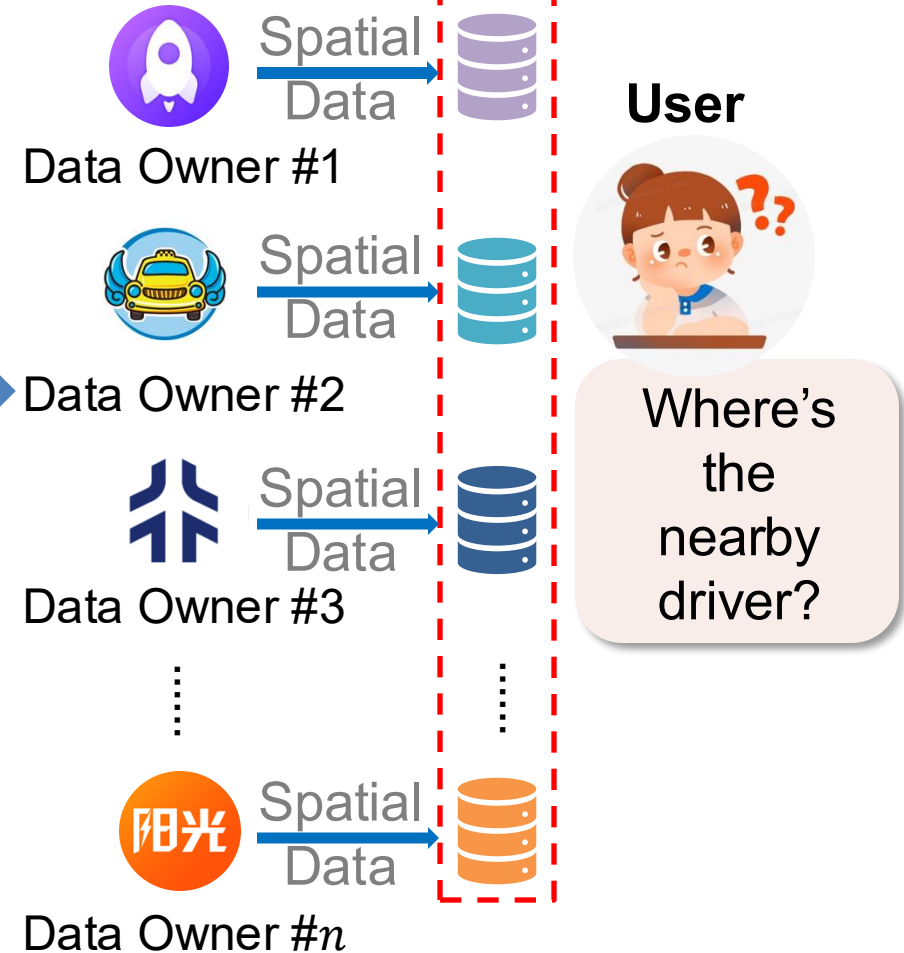 Spatial
Data
Data Owner #1
Spatial
Data
Data Owner #2
Spatial
Data
Data Owner #3
......
......
Spatial
Data
阳光
Data Owner #n
User
??
Where’s
the
nearby
driver?